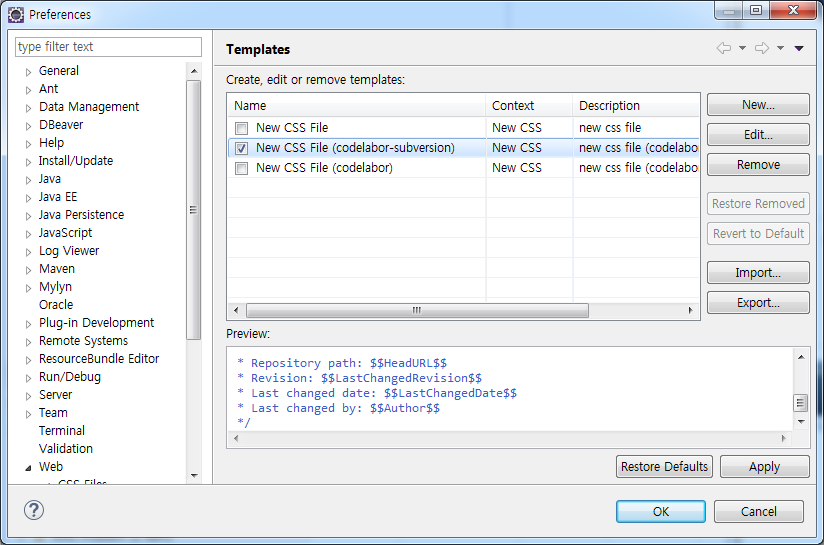 Preferences
type filter text
General
Ant
Data Management
DBeaver
Help
Install/Update
Java
Java EE
Java Persistence
JavaScript
Log Viewer
Maven
Mylyn
Oracle
Plug-in Development
Remote Systems
ResourceBundle Editor
Run/Debug
Server
Team
Terminal
Validation
Web
CSS Files
Templates
Create, edit or remove templates:
Name Context Description
New CSS File New CSS new css file
New CSS File (codelabor-subversion) New CSS new css file (codelabor
New CSS File (codelabor) New CSS new css file (codelabor
New...
Edit...
Remove
Restore Removed
Revert to Default
Import...
Export...
Preview:
* Repository path: $$HeadURL$$
* Revision: $$LastChangedRevision$$
* Last changed date: $$LastChangedDate$$
* Last changed by: $$Author$$
*/
Restore Defaults Apply
OK Cancel